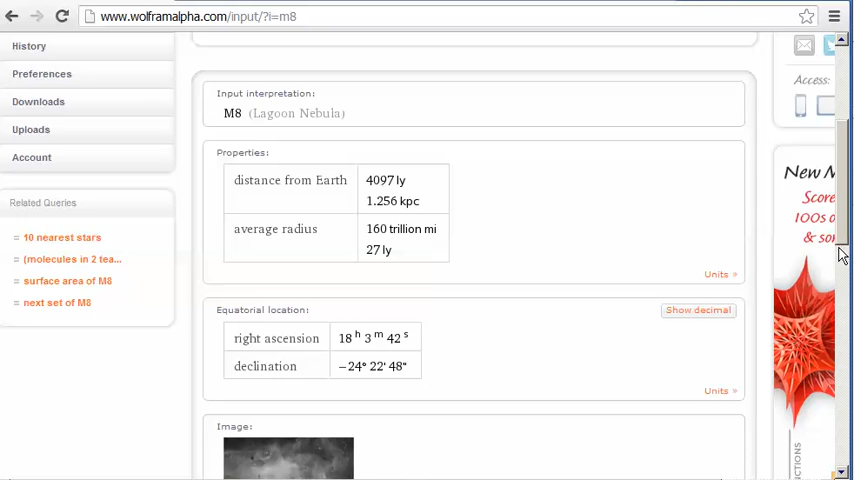 www.wolframalpha.com/input/?i=m8
History
Preferences
Downloads
Uploads
Account
Related Queries
= 10 nearest stars
= (molecules in 2 tea...
= surface area of M8
= next set of M8
Input interpretation:
M8 (Lagoon Nebula)
Properties:
distance from Earth 4097 ly
1.256 kpc
average radius 160 trillion mi
27 ly
Units »
Equatorial location:
Show decimal
right ascension 18 h 3 m 42 s
declination −24° 22' 48"
Units »
Image:
Access:
New M
Score
100s o
& so
NCTIONS